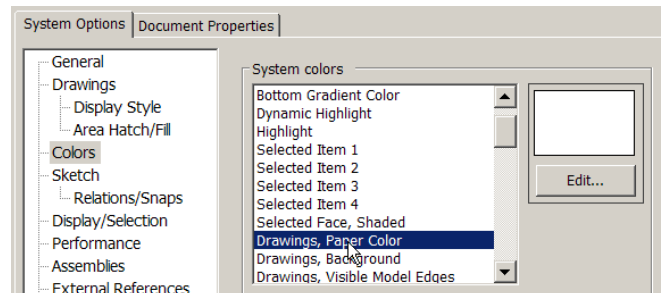 System Options
Document Properties
General
Drawings
Display Style
Area Hatch/Fill
Colors
Sketch
Relations/Snaps
Display/Selection
Performance
Assemblies
External References
System colors
Bottom Gradient Color
Dynamic Highlight
Highlight
Selected Item 1
Selected Item 2
Selected Item 3
Selected Item 4
Selected Face, Shaded
Drawings, Paper Color
Drawings, Background
Drawings, Visible Model Edges
Edit...